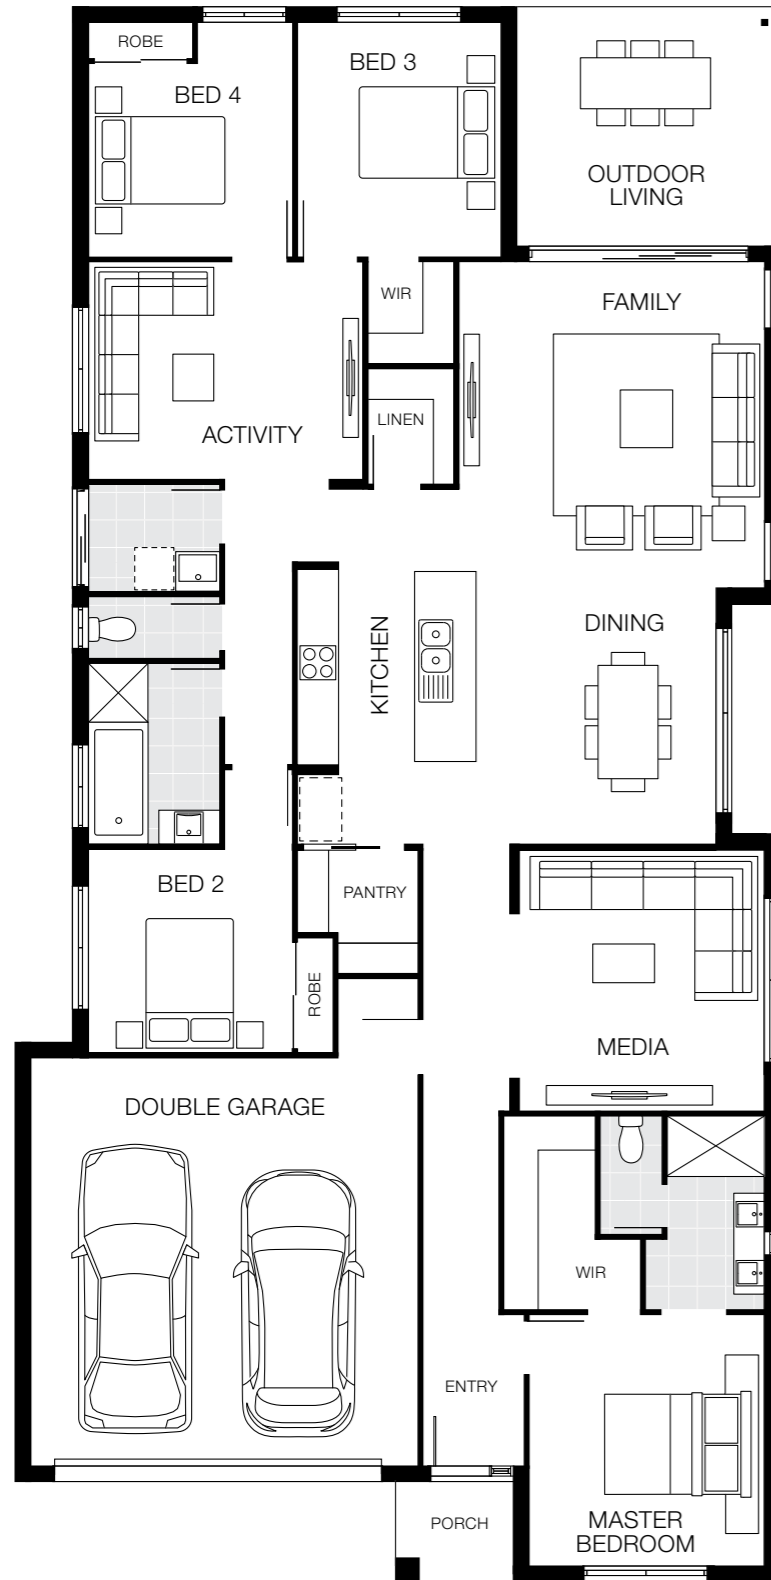 ROBE
BED 4
BED 3
OUTDOOR
LIVING
WIR
FAMILY
LINEN
ACTIVITY
KITCHEN
DINING
BED 2
PANTRY
ROBE
MEDIA
DOUBLE GARAGE
WIR
ENTRY
PORCH
MASTER
BEDROOM